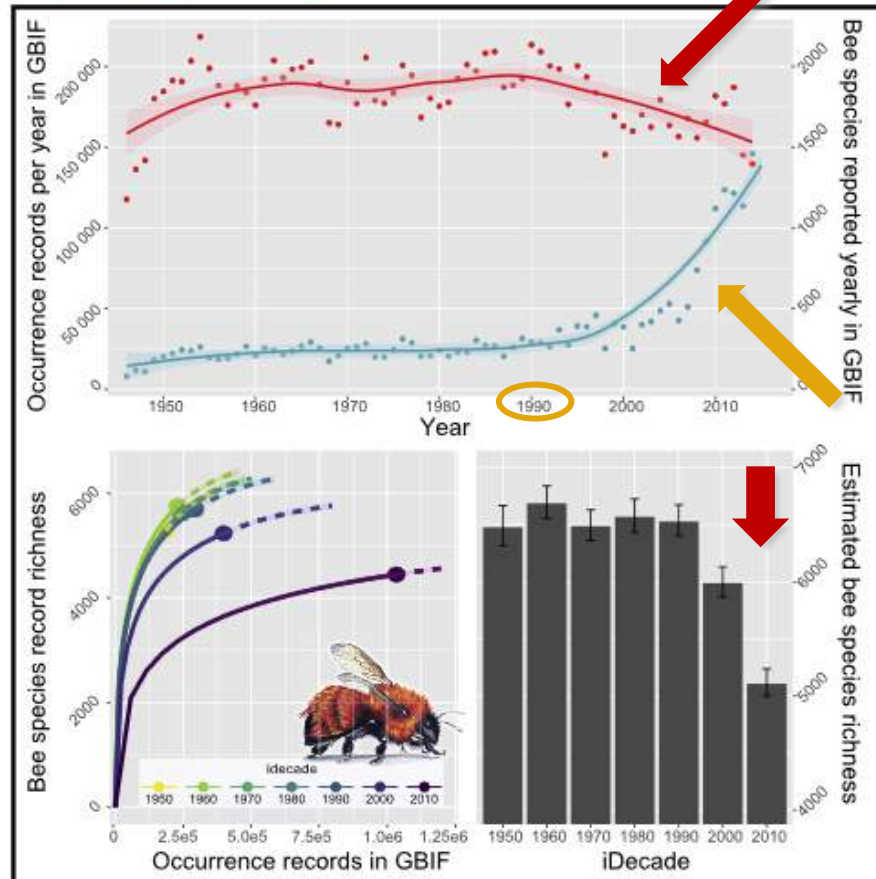 Occurrence records per year in GBIF
200 000
150 000
100 000
50 000
0
2000
1500
1000
500
0
Bee species reported yearly in GBIF
1950 1960 1970 1980 1990 2000 2010
Year
Bee species record richness
6000
4000
2000
0
idecade
1950 1960 1970 1980 1990 2000 2010
0 2.5e5 5.0e5 7.5e5 1.0e6 1.25e6
Occurrence records in GBIF
7000
6000
5000
4000
Estimated bee species richness
1950 1960 1970 1980 1990 2000 2010
iDecade